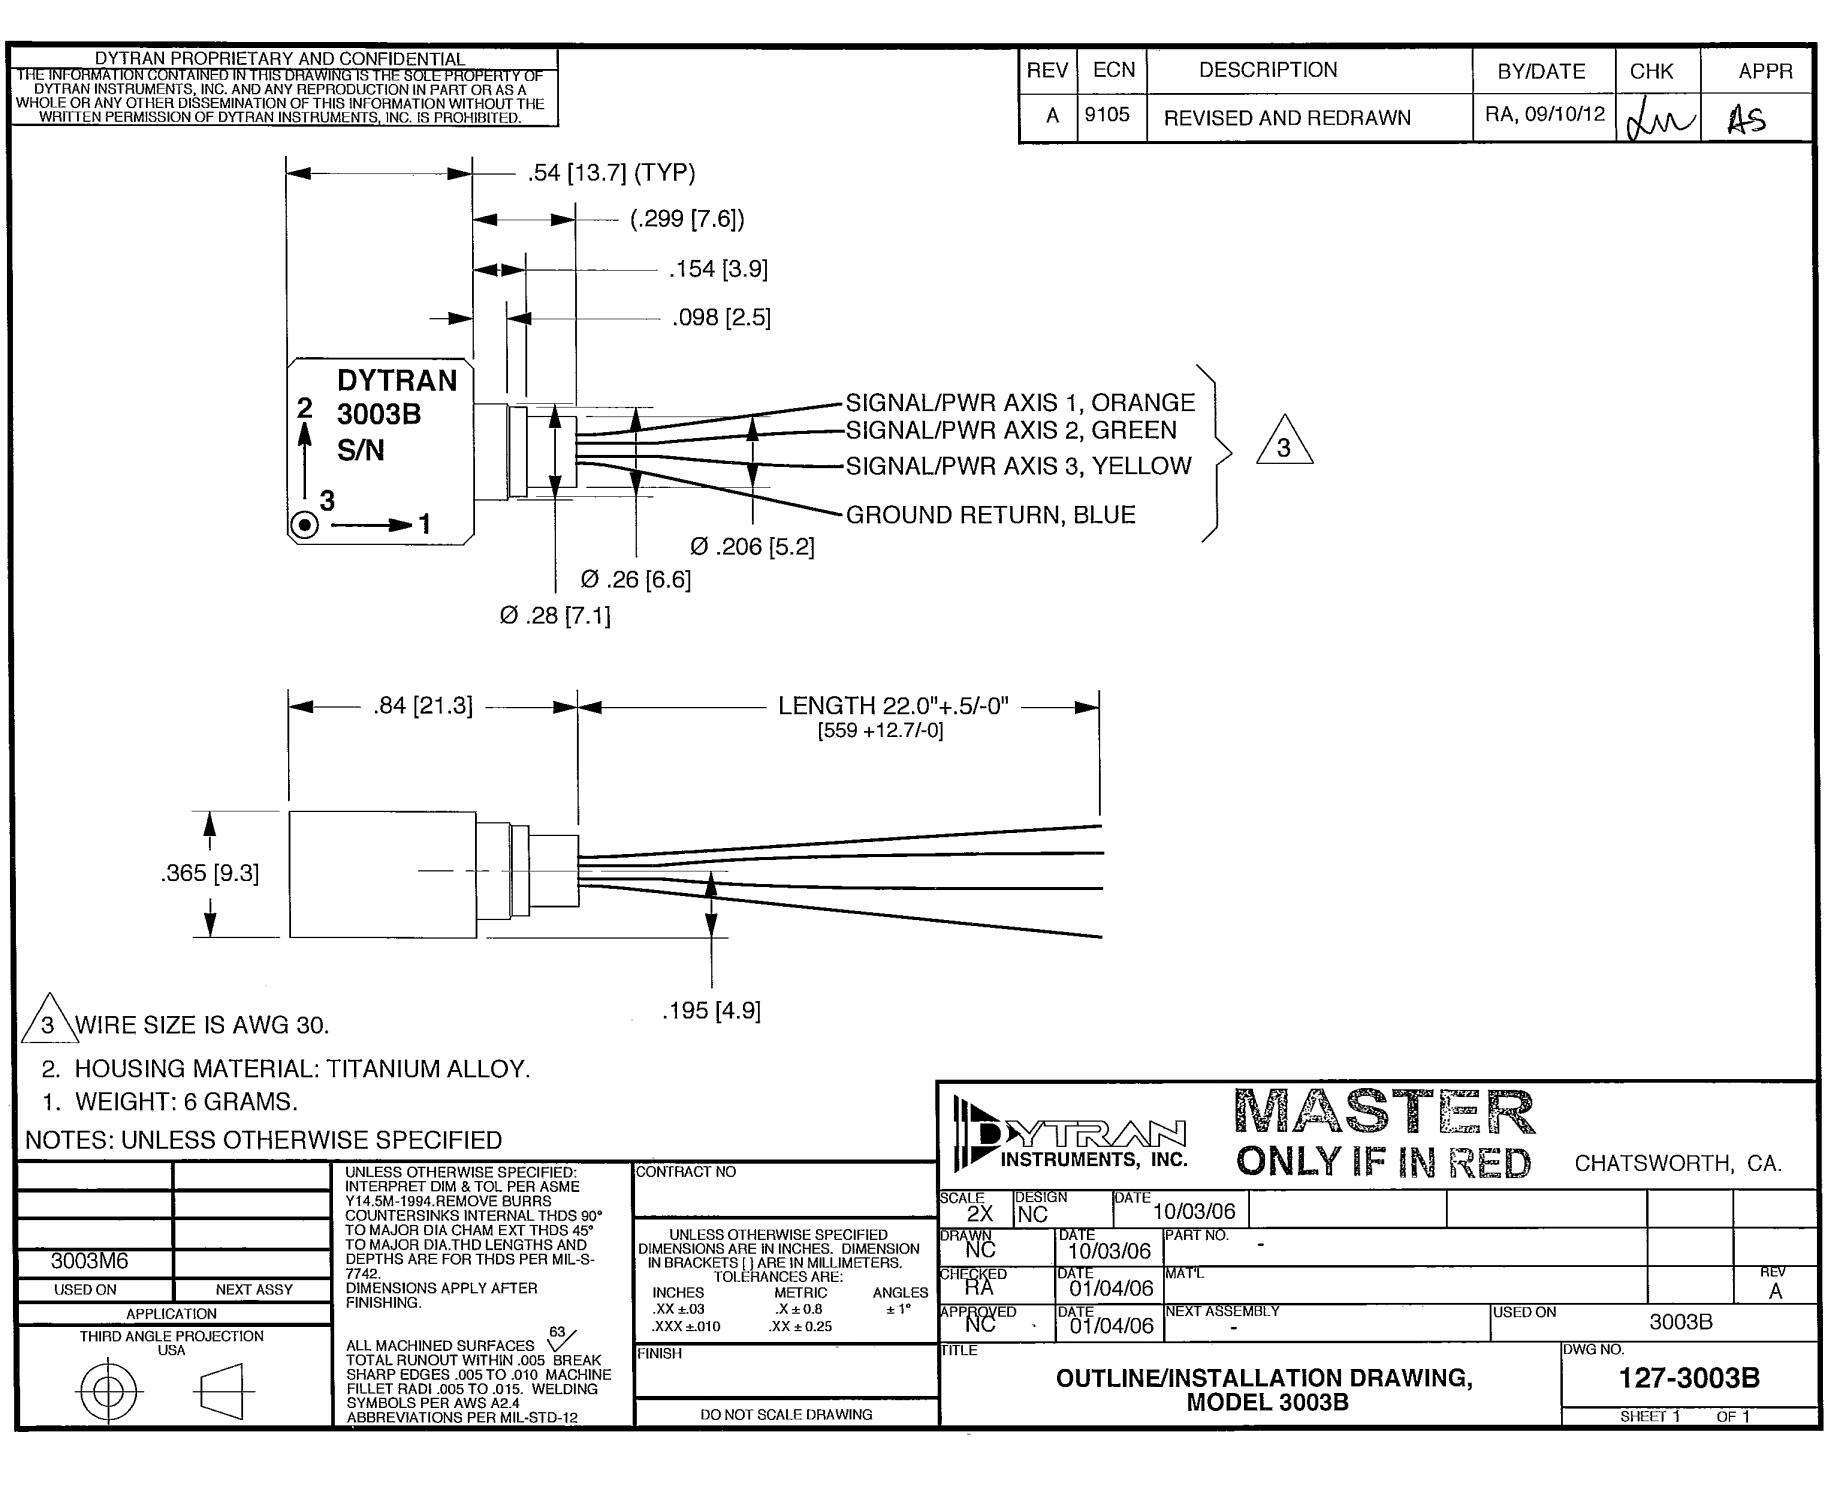 DYTRAN PROPRIETARY AND CONFIDENTIAL
THE INFORMATION CONTAINED IN THIS DRAWING IS THE SOLE PROPERTY OF
DYTRAN INSTRUMENTS, INC. AND ANY REPRODUCTION IN PART OR AS A
WHOLE OR ANY OTHER DISSEMINATION OF THIS INFORMATION WITHOUT THE
WRITTEN PERMISSION OF DYTRAN INSTRUMENTS, INC. IS PROHIBITED.
REV ECN DESCRIPTION BY/DATE CHK APPR
A 9105 REVISED AND REDRAWN RA, 09/10/12 AS
.54 [13.7] (TYP)
(.299 [7.6])
.154 [3.9]
.098 [2.5]
DYTRAN
3003B
S/N
2
3
1
SIGNAL/PWR AXIS 1, ORANGE
SIGNAL/PWR AXIS 2, GREEN
SIGNAL/PWR AXIS 3, YELLOW
GROUND RETURN, BLUE
3
Ø .206 [5.2]
Ø .26 [6.6]
Ø .28 [7.1]
.84 [21.3]
LENGTH 22.0"+.5/-0"
[559 +12.7/-0]
.365 [9.3]
.195 [4.9]
3 WIRE SIZE IS AWG 30.
2. HOUSING MATERIAL: TITANIUM ALLOY.
1. WEIGHT: 6 GRAMS.
NOTES: UNLESS OTHERWISE SPECIFIED
3003M6
USED ON NEXT ASSY
APPLICATION
THIRD ANGLE PROJECTION
USA
UNLESS OTHERWISE SPECIFIED:
INTERPRET DIM & TOL PER ASME
Y14.5M-1994.REMOVE BURRS
COUNTERSINKS INTERNAL THDS 90°
TO MAJOR DIA CHAM EXT THDS 45°
TO MAJOR DIA.THD LENGTHS AND
DEPTHS ARE FOR THDS PER MIL-S-
7742.
DIMENSIONS APPLY AFTER
FINISHING.
63
ALL MACHINED SURFACES
TOTAL RUNOUT WITHIN .005 BREAK
SHARP EDGES .005 TO .010 MACHINE
FILLET RADI .005 TO .015. WELDING
SYMBOLS PER AWS A2.4
ABBREVIATIONS PER MIL-STD-12
CONTRACT NO
UNLESS OTHERWISE SPECIFIED
DIMENSIONS ARE IN INCHES. DIMENSION
IN BRACKETS [ ] ARE IN MILLIMETERS.
TOLERANCES ARE:
INCHES METRIC ANGLES
.XX ±.03 .X ± 0.8 ± 1°
.XXX ±.010 .XX ± 0.25
FINISH
DO NOT SCALE DRAWING
DYTRAN
INSTRUMENTS, INC.
MASTER
ONLY IF IN RED
CHATSWORTH, CA.
SCALE 2X DESIGN NC DATE 10/03/06
DRAWN NC DATE 10/03/06 PART NO. -
CHECKED RA DATE 01/04/06 MAT'L REV A
APPROVED NC DATE 01/04/06 NEXT ASSEMBLY - USED ON 3003B
TITLE
OUTLINE/INSTALLATION DRAWING,
MODEL 3003B
DWG NO.
127-3003B
SHEET 1 OF 1